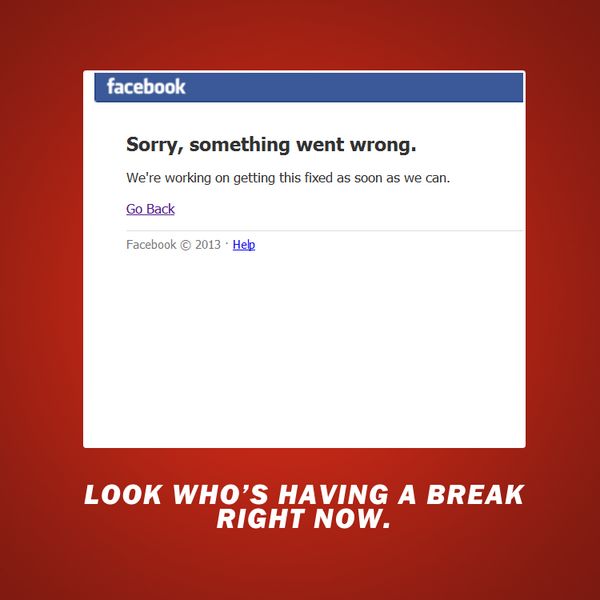 facebook
Sorry, something went wrong.
We're working on getting this fixed as soon as we can.
Go Back
Facebook © 2013 · Help
LOOK WHO’S HAVING A BREAK
RIGHT NOW.